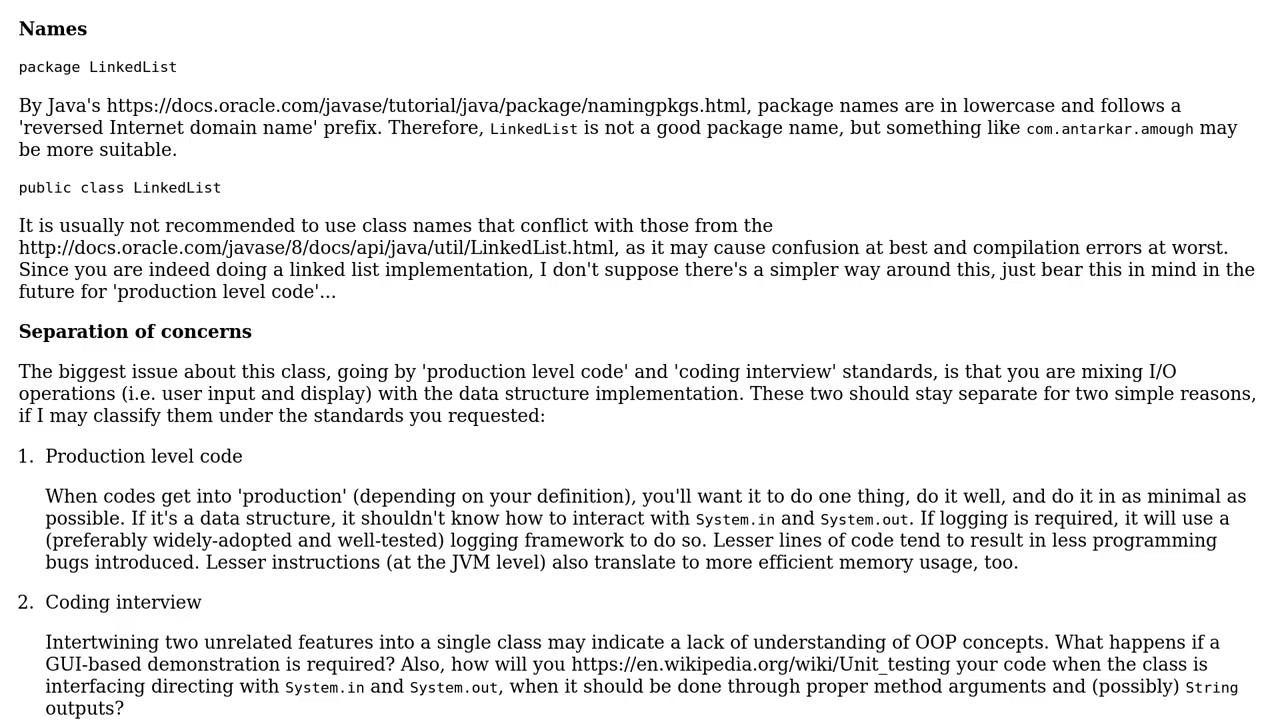 Names
package LinkedList
By Java's https://docs.oracle.com/javase/tutorial/java/package/namingpkgs.html, package names are in lowercase and follows a
'reversed Internet domain name' prefix. Therefore, LinkedList is not a good package name, but something like com.antarkar.amough may
be more suitable.
public class LinkedList
It is usually not recommended to use class names that conflict with those from the
http://docs.oracle.com/javase/8/docs/api/java/util/LinkedList.html, as it may cause confusion at best and compilation errors at worst.
Since you are indeed doing a linked list implementation, I don't suppose there's a simpler way around this, just bear this in mind in the
future for 'production level code'...
Separation of concerns
The biggest issue about this class, going by 'production level code' and 'coding interview' standards, is that you are mixing I/O
operations (i.e. user input and display) with the data structure implementation. These two should stay separate for two simple reasons,
if I may classify them under the standards you requested:
1. Production level code
When codes get into 'production' (depending on your definition), you'll want it to do one thing, do it well, and do it in as minimal as
possible. If it's a data structure, it shouldn't know how to interact with System.in and System.out. If logging is required, it will use a
(preferably widely-adopted and well-tested) logging framework to do so. Lesser lines of code tend to result in less programming
bugs introduced. Lesser instructions (at the JVM level) also translate to more efficient memory usage, too.
2. Coding interview
Intertwining two unrelated features into a single class may indicate a lack of understanding of OOP concepts. What happens if a
GUI-based demonstration is required? Also, how will you https://en.wikipedia.org/wiki/Unit_testing your code when the class is
interfacing directing with System.in and System.out, when it should be done through proper method arguments and (possibly) String
outputs?